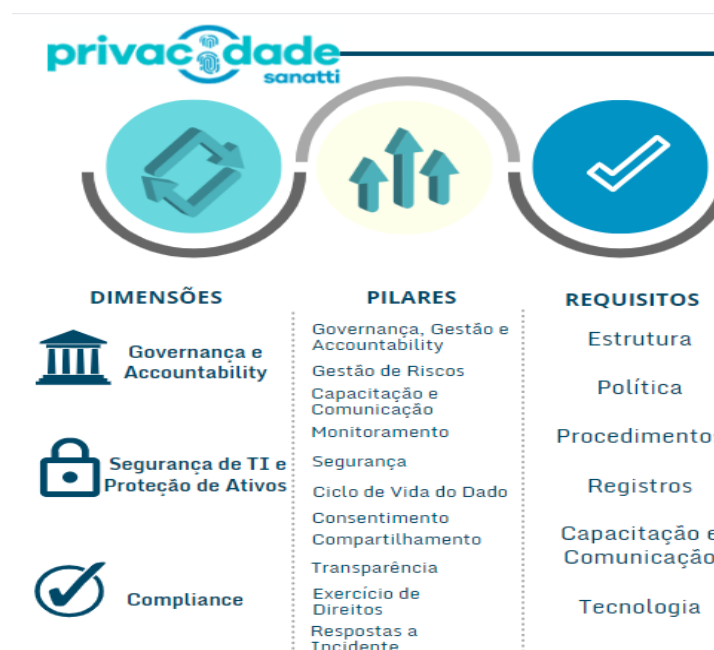 privacidade
sanatti
DIMENSÕES
Governança e
Accountability
Segurança de TI e
Proteção de Ativos
Compliance
PILARES
Governança, Gestão e
Accountability
Gestão de Riscos
Capacitação e
Comunicação
Monitoramento
Segurança
Ciclo de Vida do Dado
Consentimento
Compartilhamento
Transparência
Exercício de
Direitos
Respostas a
Incidente
REQUISITOS
Estrutura
Política
Procedimento
Registros
Capacitação e
Comunicação
Tecnologia